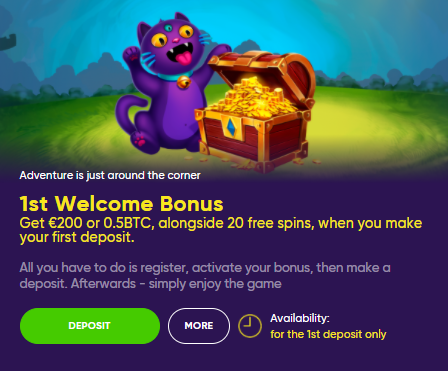 Adventure is just around the corner
1st Welcome Bonus
Get €200 or 0.5BTC, alongside 20 free spins, when you make
your first deposit.
All you have to do is register, activate your bonus, then make a
deposit. Afterwards - simply enjoy the game
DEPOSIT
MORE
Availability:
for the 1st deposit only